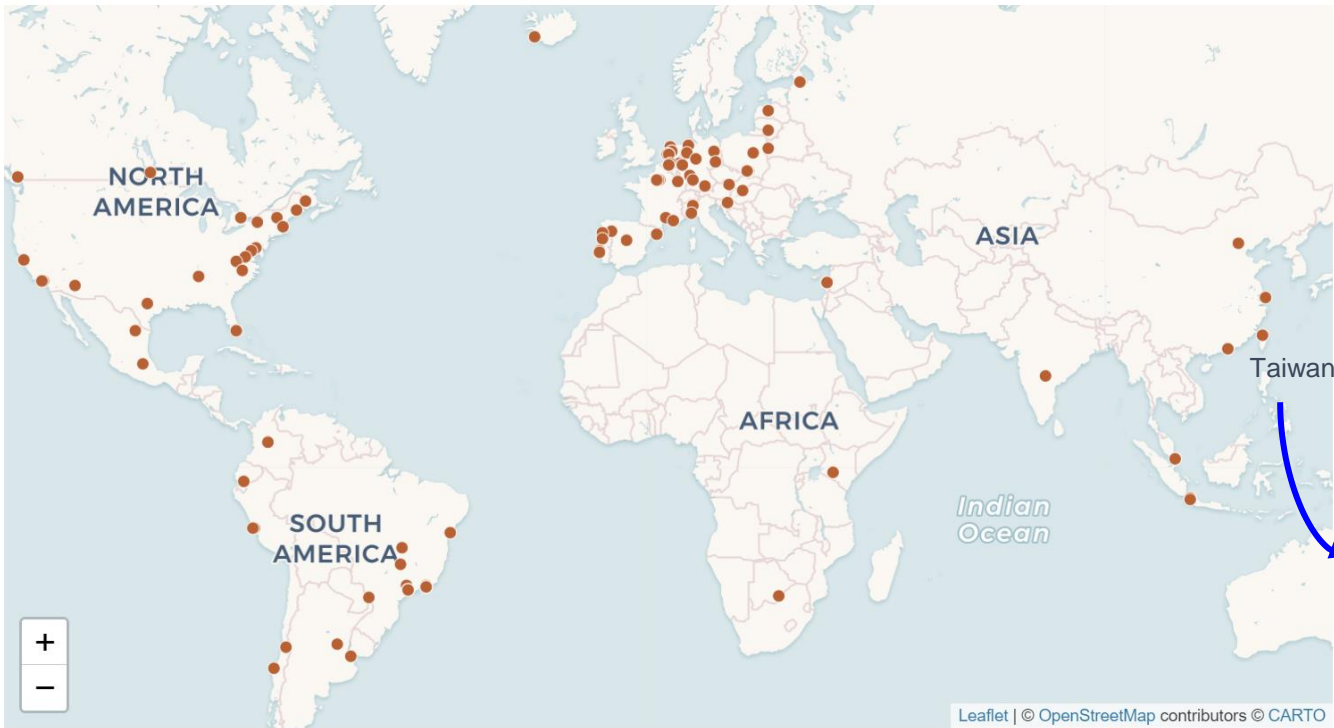 NORTH
AMERICA
ASIA
Taiwan
AFRICA
Indian
Ocean
SOUTH
AMERICA
+
−
Leaflet | © OpenStreetMap contributors © CARTO